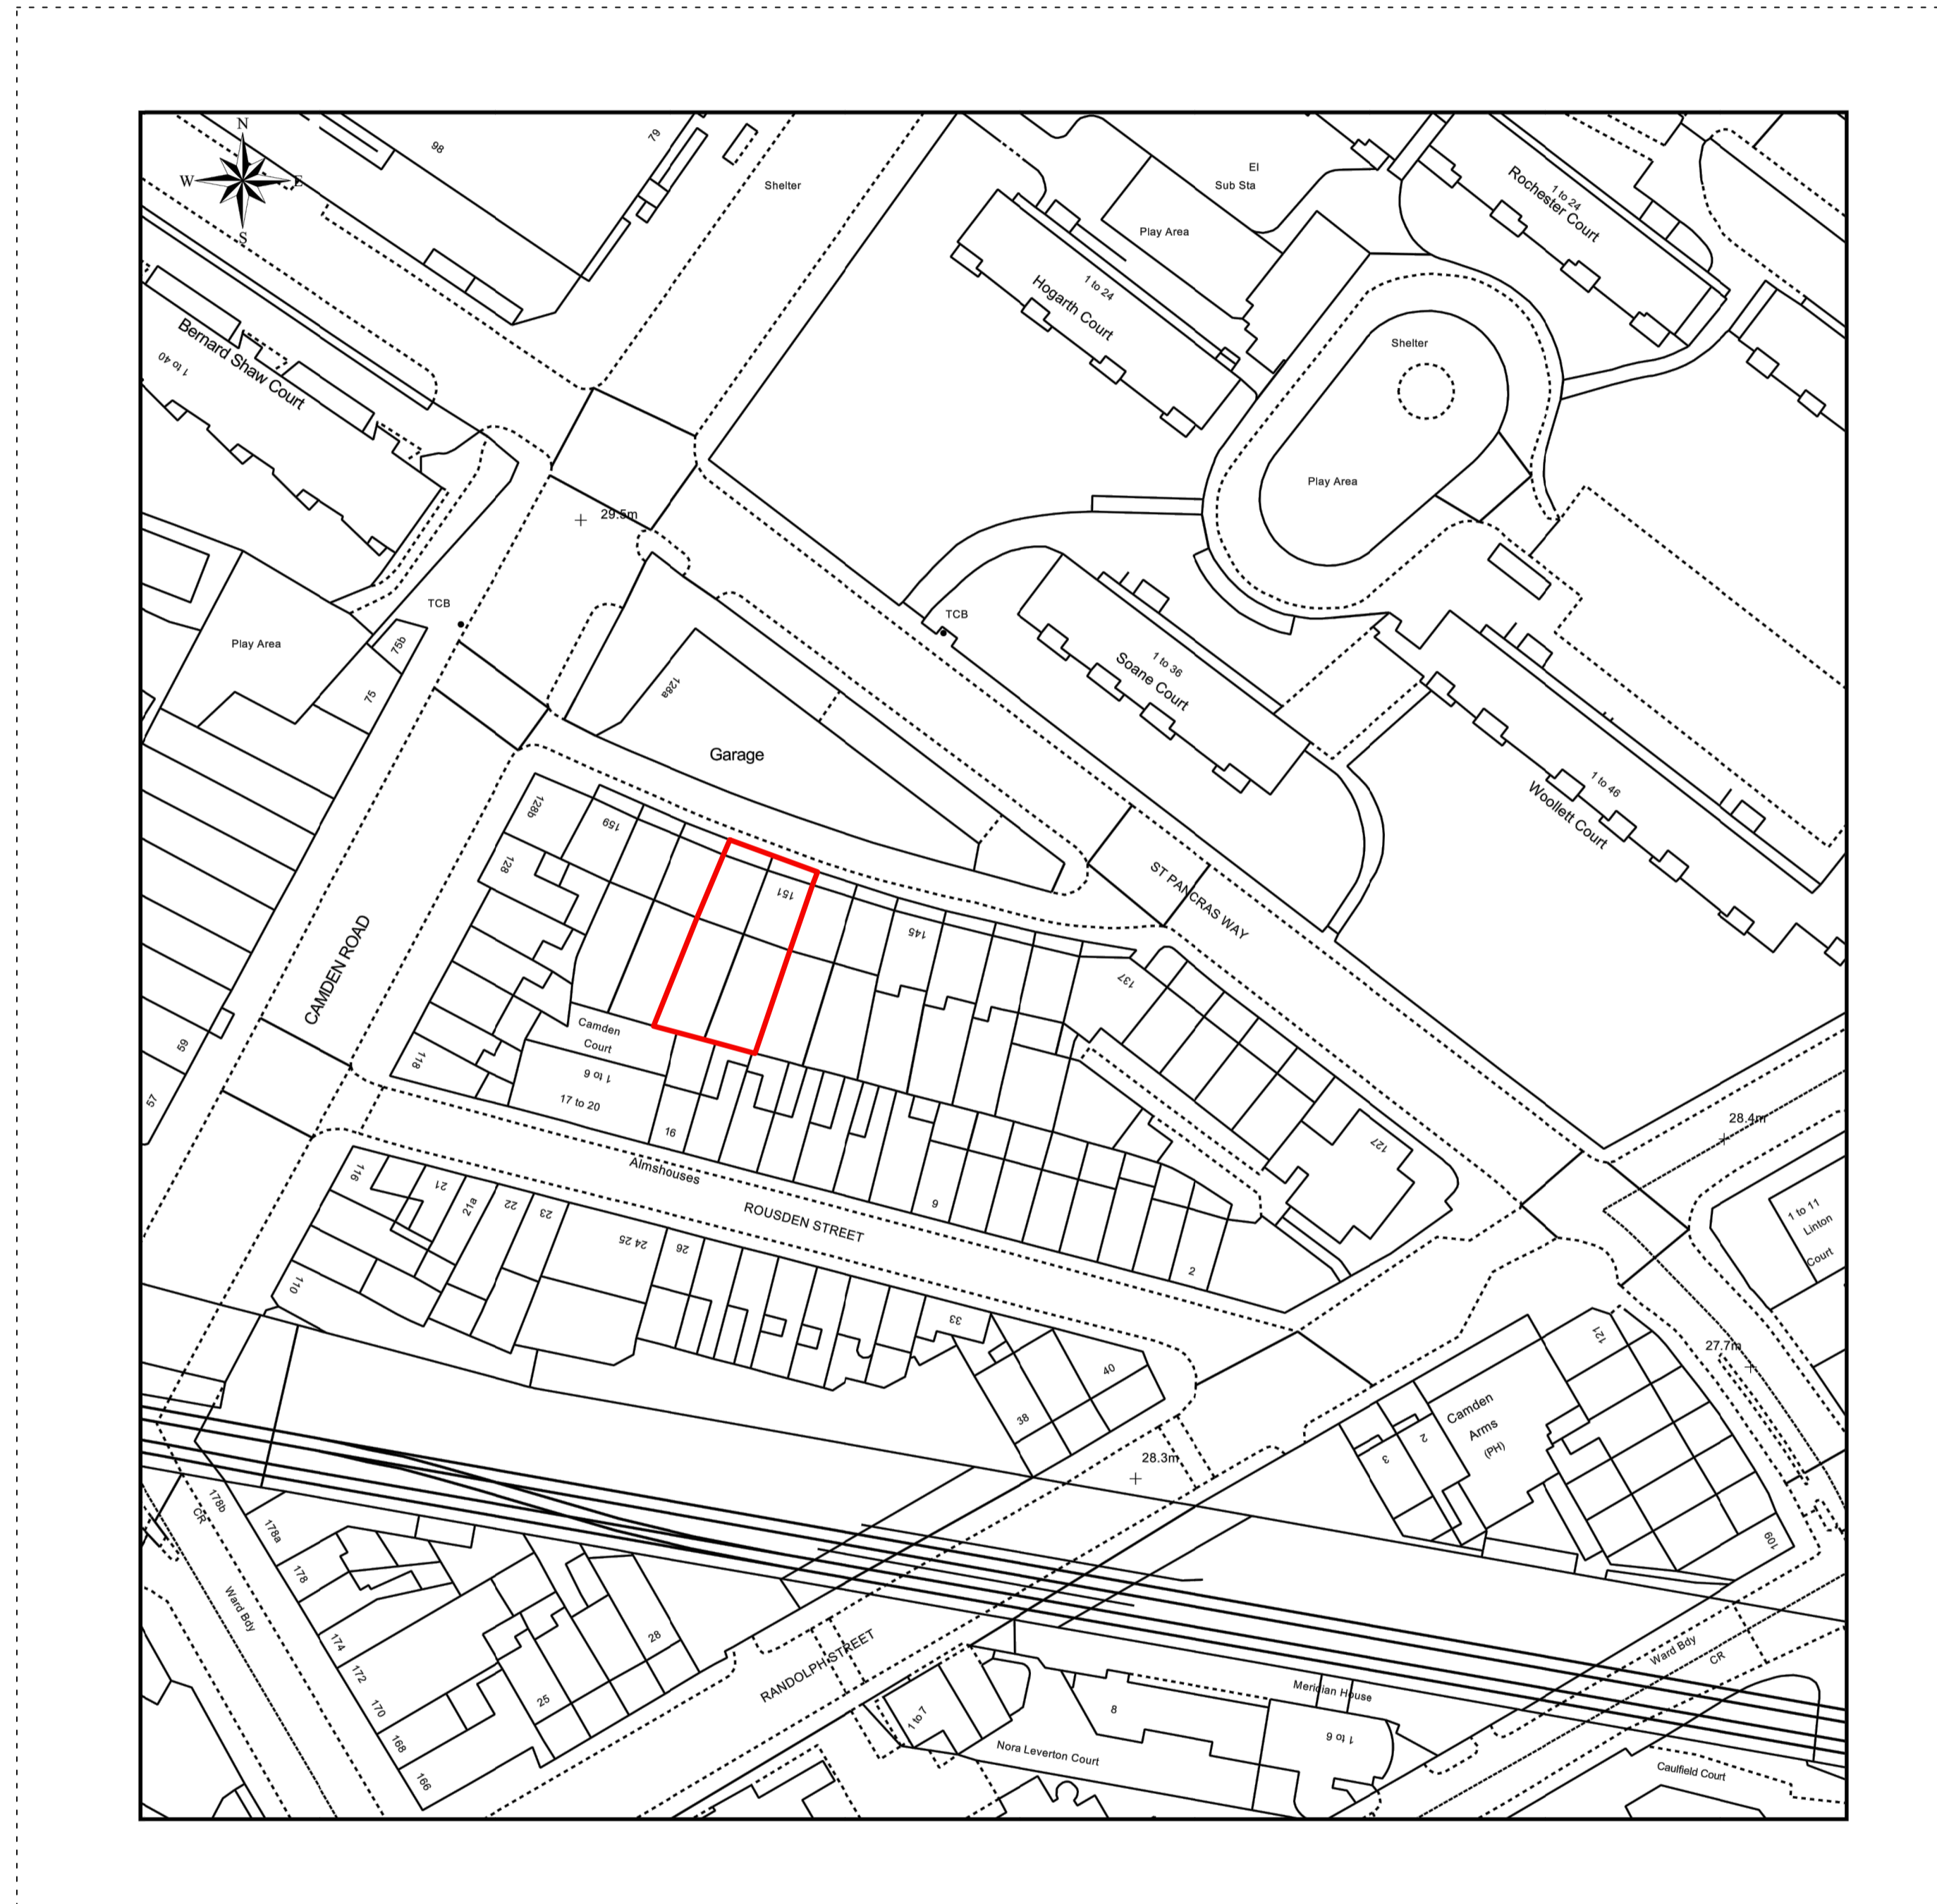 N
W
E
S
98
79
Shelter
El
Sub Sta
Play Area
1 to 24
Rochester Court
1 to 24
Hogarth Court
Bernard Shaw Court
1 to 40
Shelter
Play Area
29.5m
TCB
TCB
Play Area
75b
75
128a
Garage
1 to 36
Soane Court
1 to 46
Woollett Court
128b
159
128
151
145
137
ST PANCRAS WAY
CAMDEN ROAD
Camden
Court
1 to 6
17 to 20
118
16
59
57
Almshouses
ROUSDEN STREET
9
2
127
28.4m
1 to 11
Linton
Court
116
21
21a
22
23
24 25
26
33
110
38
40
28.3m
27.7m
121
Camden
Arms
(PH)
2
3
109
178b
CR
178a
178
Ward Bdy
174
172
170
168
166
25
28
RANDOLPH STREET
1 to 7
8
Meridian House
1 to 6
Nora Leverton Court
Ward Bdy
CR
Caulfield Court